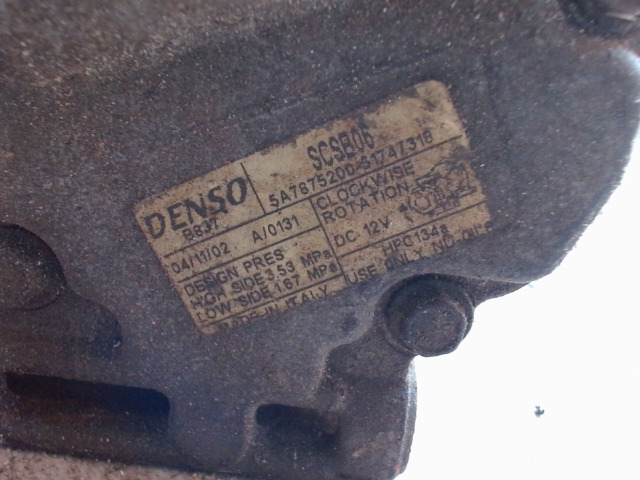 SCSB06
DENSO
5A7875200-51747318
B837
CLOCKWISE
ROTATION
04/11/02 A/0131
DC 12V
DESIGN PRES
HIGH SIDE 3.53 MPa
LOW SIDE 1.67 MPa
HFC134a
USE ONLY
MADE IN ITALY